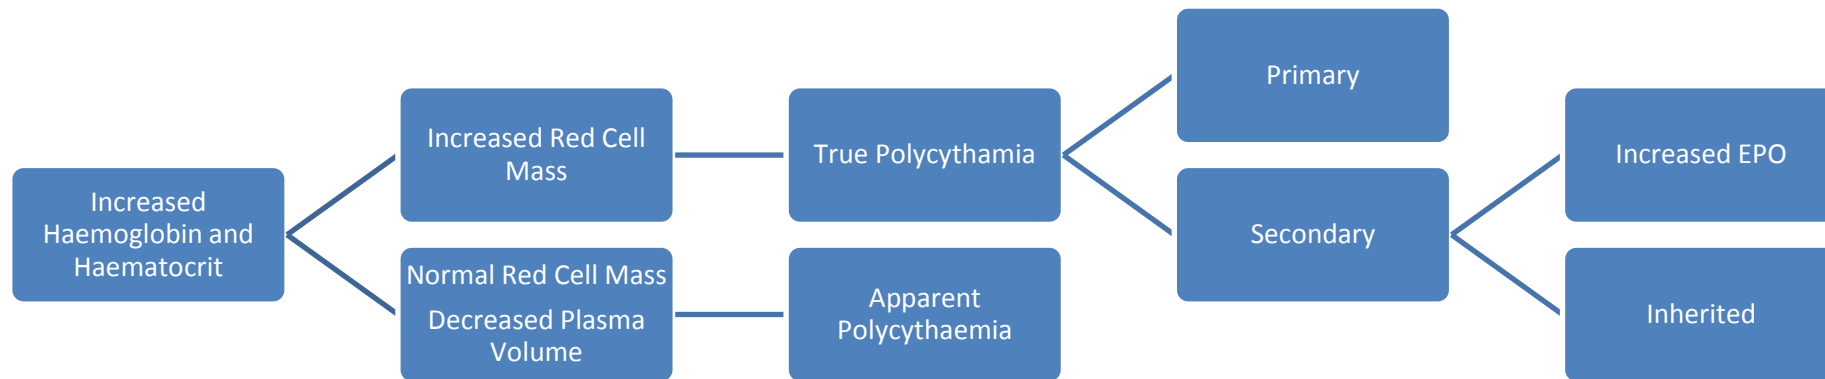 Increased
Haemoglobin and
Haematocrit
Increased Red Cell
Mass
Normal Red Cell Mass
Decreased Plasma
Volume
True Polycythamia
Apparent
Polycythaemia
Primary
Secondary
Increased EPO
Inherited